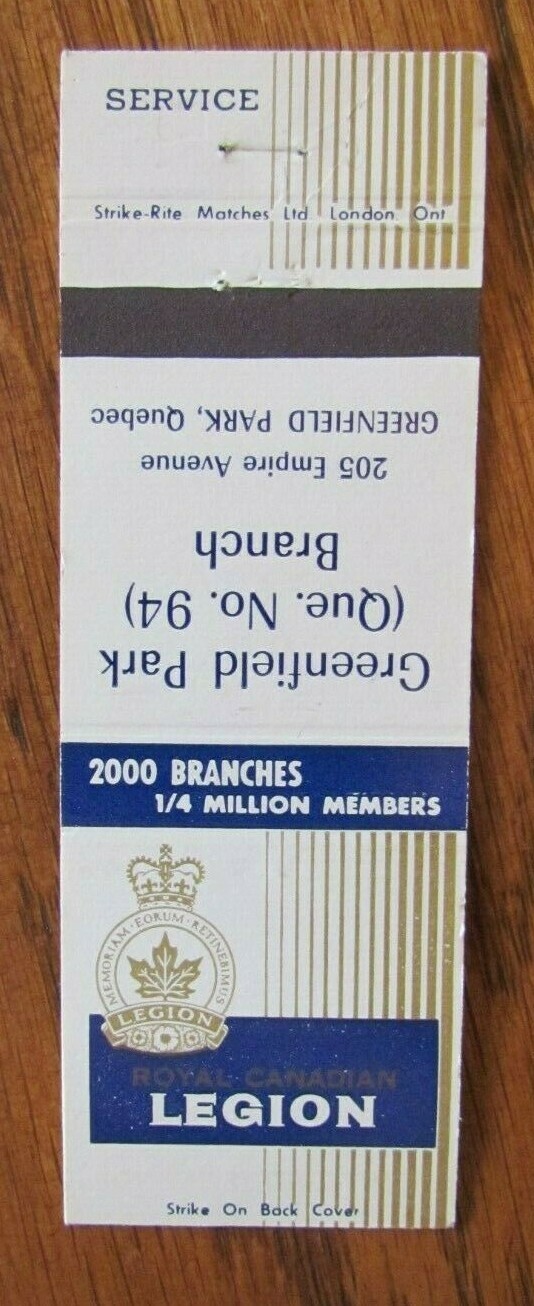 SERVICE
Strike-Rite Matches Ltd. London. Ont
Greenfield Park
(Que. No. 94)
Branch
205 Empire Avenue
GREENFIELD PARK, Quebec
2000 BRANCHES
1/4 MILLION MEMBERS
MEMORIAM·EORUM·RETINEBIMUS
LEGION
ROYAL CANADIAN
LEGION
Strike On Back Cover